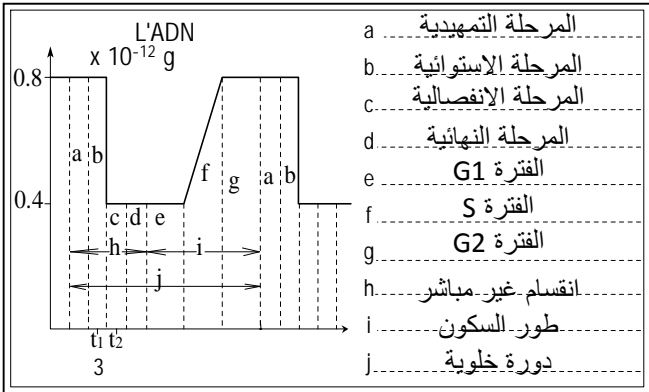 L'ADN
x 10⁻¹² g
0.8
0.4
a b c d e f g a b
h i
j
t1 t2
3
a المرحلة التمهيدية
b المرحلة الاستوائية
c المرحلة الانفصالية
d المرحلة النهائية
e الفترة G1
f الفترة S
g الفترة G2
h انقسام غير مباشر
i طور السكون
j دورة خلوية